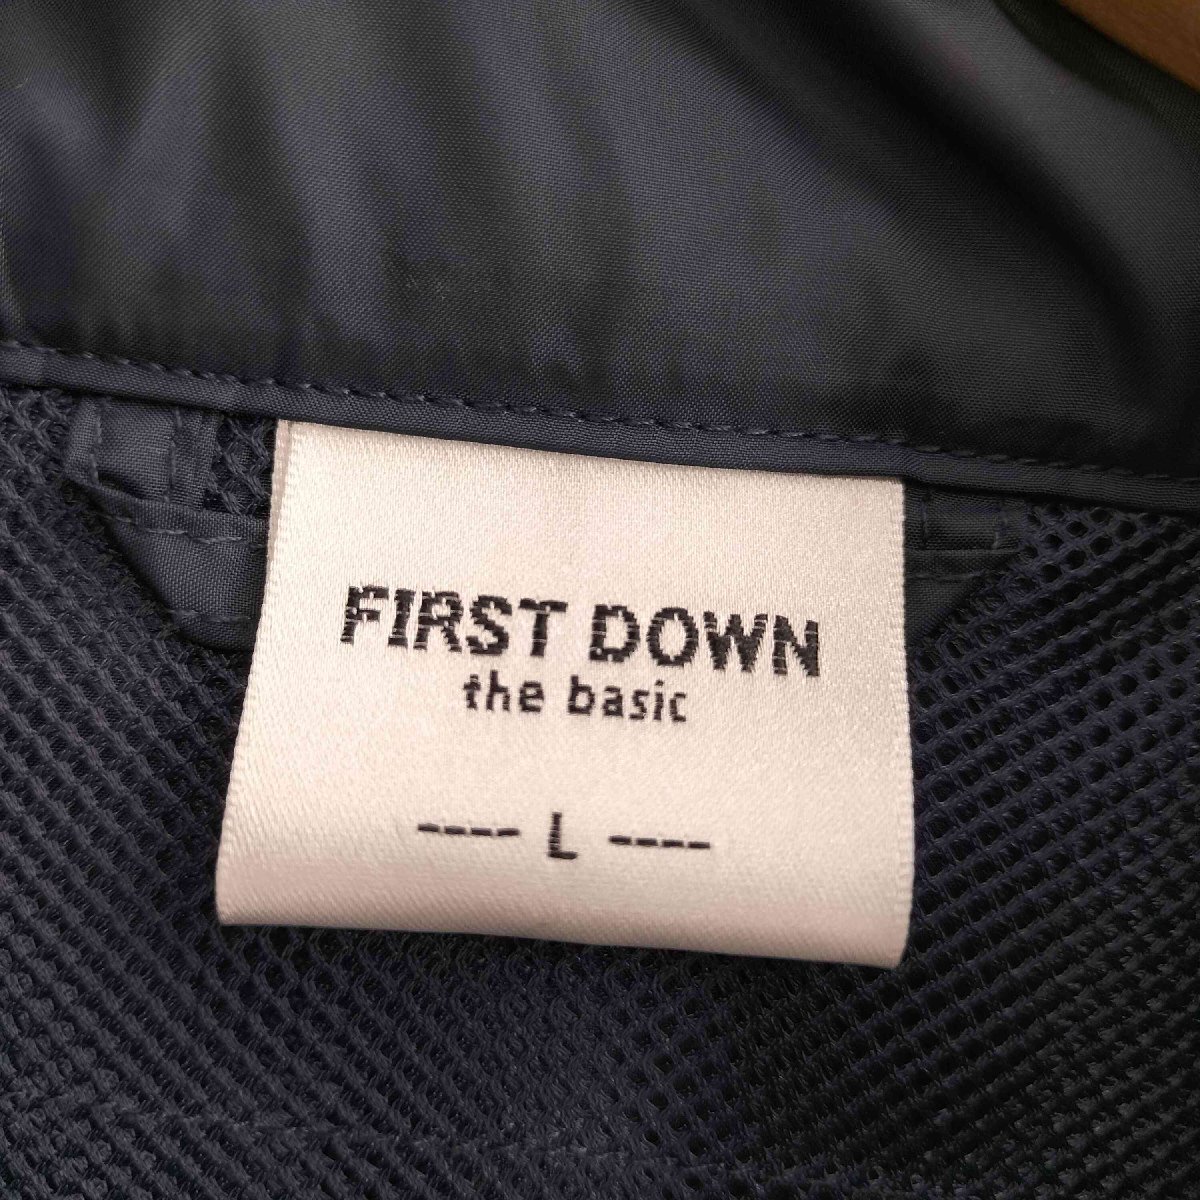 FIRST DOWN
the basic
---- L ----